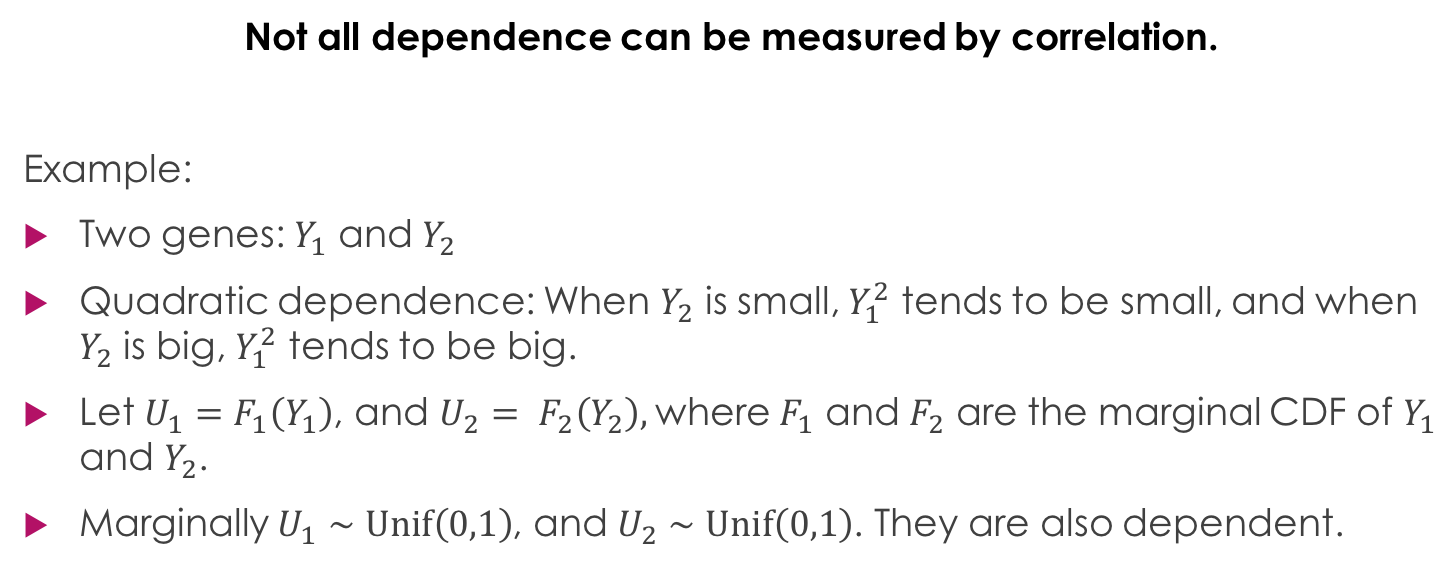 Not all dependence can be measured by correlation.
Example:
Two genes: Y₁ and Y₂
Quadratic dependence: When Y₂ is small, Y₁² tends to be small, and when
Y₂ is big, Y₁² tends to be big.
Let U₁ = F₁(Y₁), and U₂ = F₂(Y₂), where F₁ and F₂ are the marginal CDF of Y₁
and Y₂.
Marginally U₁ ~ Unif(0,1), and U₂ ~ Unif(0,1). They are also dependent.